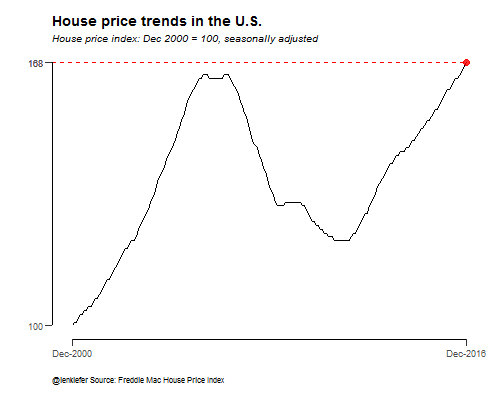 House price trends in the U.S.
House price index: Dec 2000 = 100, seasonally adjusted
168
100
Dec-2000
Dec-2016
@lenkiefer Source: Freddie Mac House Price Index